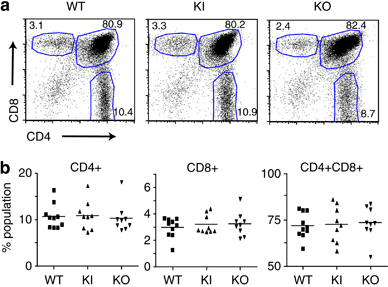 a WT KI KO
3.1 80.9 3.3 80.2 2.4 82.4
CD8
10.4 10.9 8.7
CD4
b CD4+ CD8+ CD4+CD8+
% population
20 6 100
15
4 75
10
2 50
5
0 0 25
WT KI KO WT KI KO WT KI KO